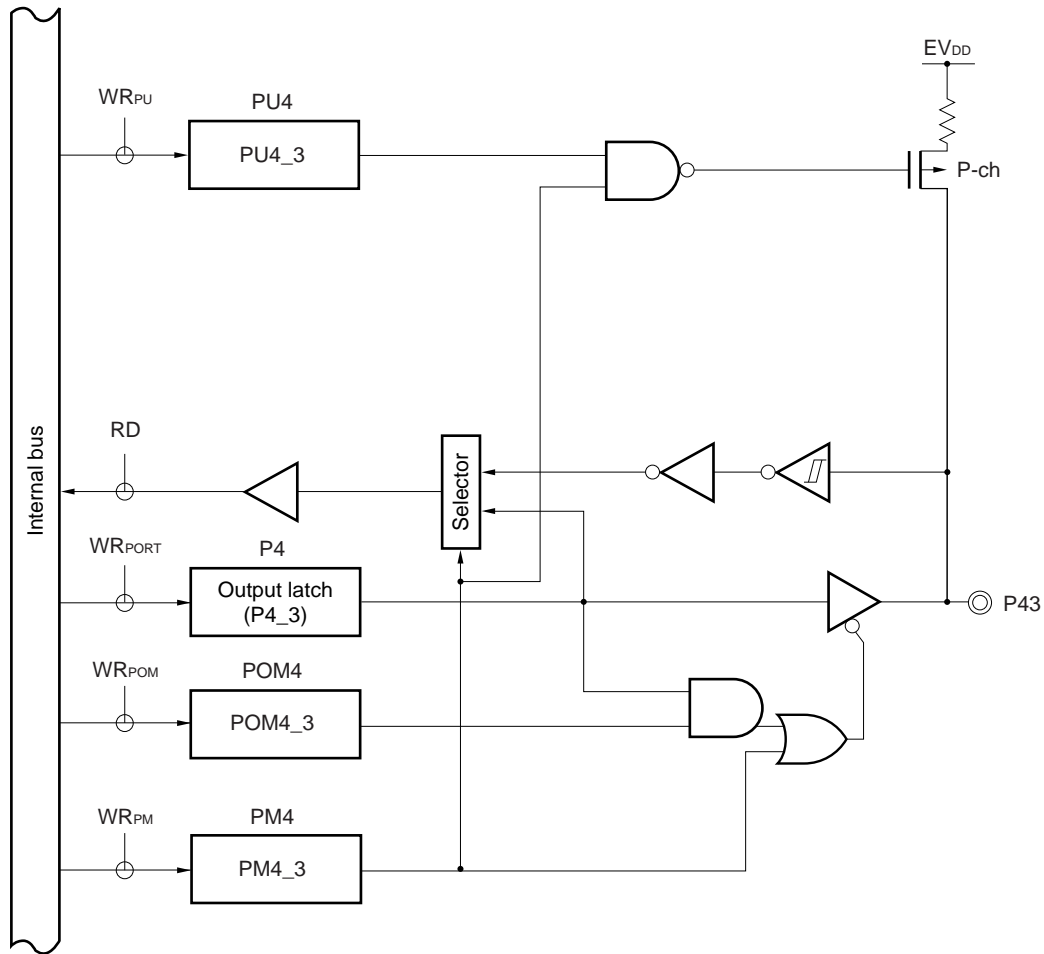 EVDD
WRPU
PU4
PU4_3
P-ch
Internal bus
RD
Selector
WRPORT
P4
Output latch
(P4_3)
P43
WRPOM
POM4
POM4_3
WRPM
PM4
PM4_3